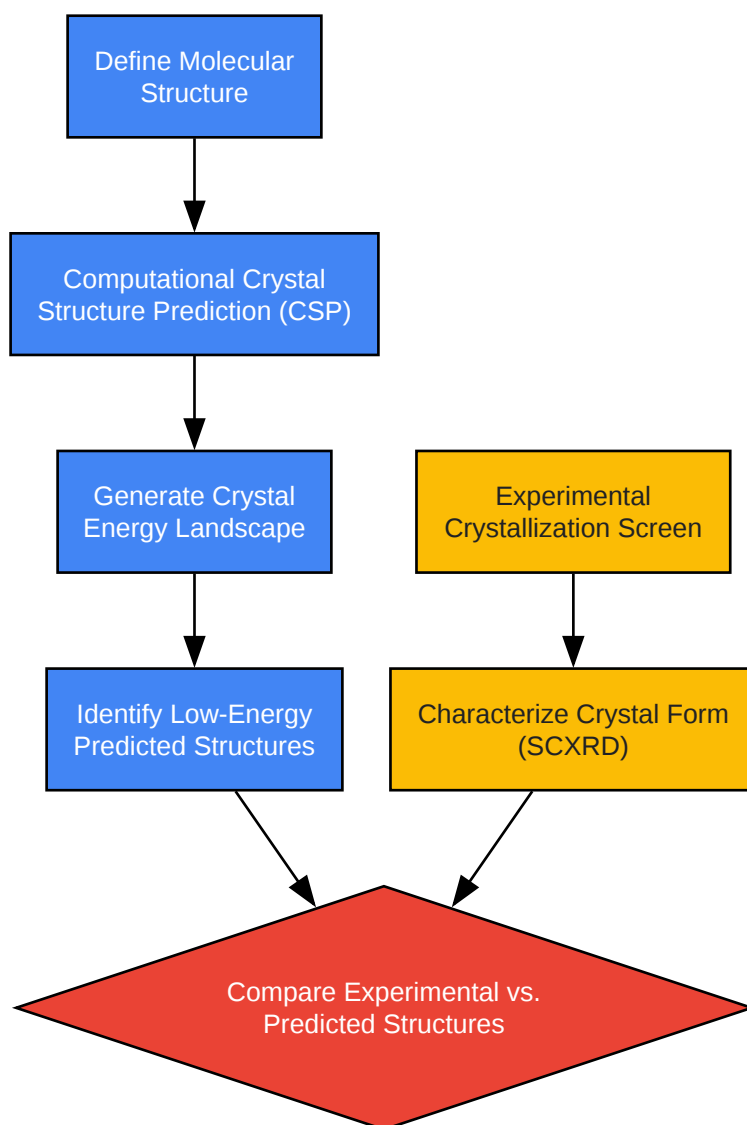 Define Molecular
Structure
Computational Crystal
Structure Prediction (CSP)
Generate Crystal
Energy Landscape
Experimental
Crystallization Screen
Identify Low-Energy
Predicted Structures
Characterize Crystal Form
(SCXRD)
Compare Experimental vs.
Predicted Structures